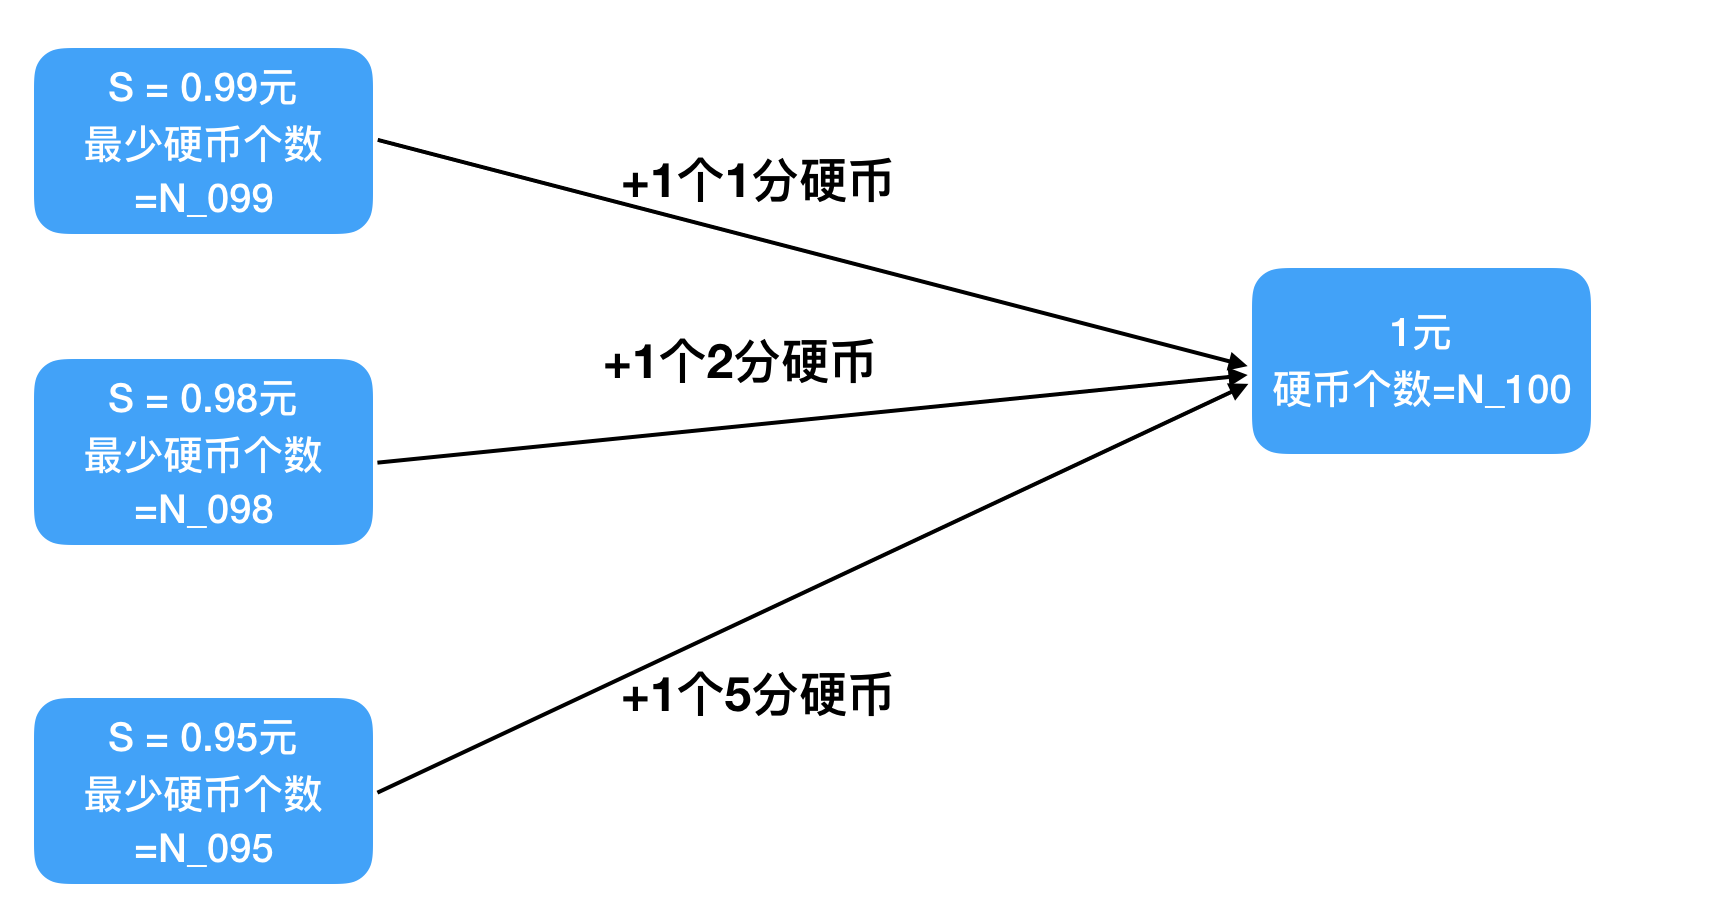 S = 0.99元
最少硬币个数
=N_099
+1个1分硬币
1元
硬币个数=N_100
+1个2分硬币
S = 0.98元
最少硬币个数
=N_098
+1个5分硬币
S = 0.95元
最少硬币个数
=N_095